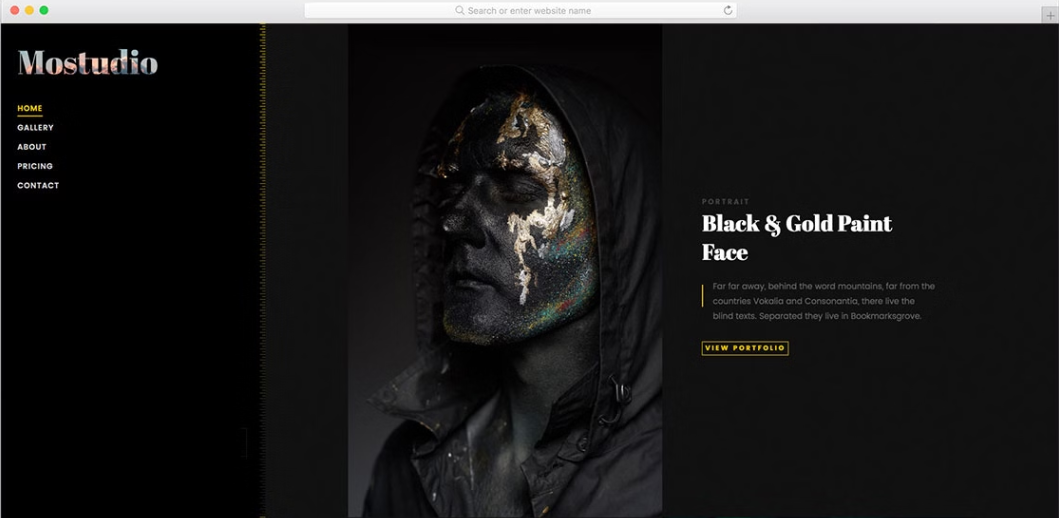 Search or enter website name
Mostudio
HOME
GALLERY
ABOUT
PRICING
CONTACT
PORTRAIT
Black & Gold Paint
Face
Far far away, behind the word mountains, far from the
countries Vokalia and Consonantia, there live the
blind texts. Separated they live in Bookmarksgrove.
VIEW PORTFOLIO